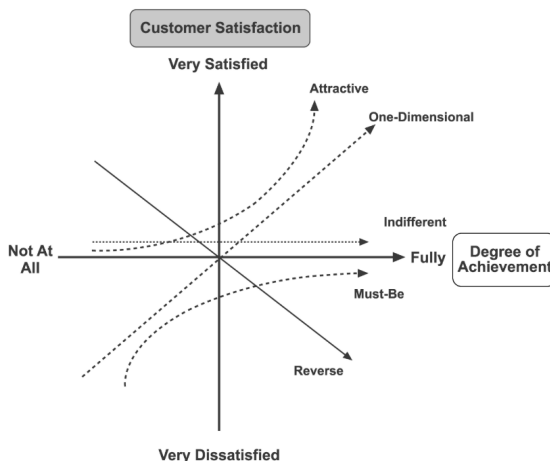 Customer Satisfaction
Very Satisfied
Attractive
One-Dimensional
Indifferent
Not At
All
Fully
Degree of
Achievement
Must-Be
Reverse
Very Dissatisfied